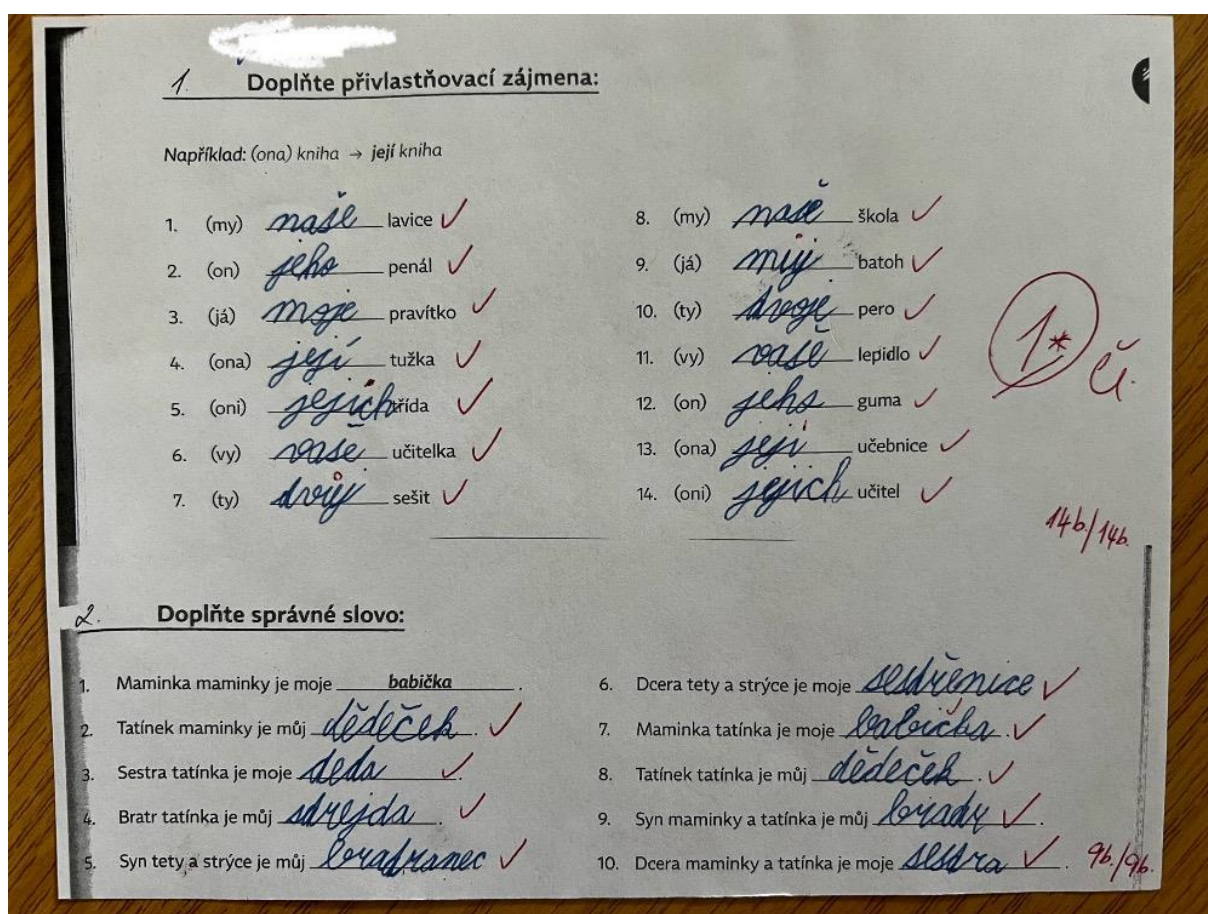 1. Doplňte přivlastňovací zájmena:
Například: (ona) kniha → její kniha
1. (my) naše lavice ✓
2. (on) jeho penál ✓
3. (já) moje pravítko ✓
4. (ona) její tužka ✓
5. (oni) jejich třída ✓
6. (vy) vaše učitelka ✓
7. (ty) tvůj sešit ✓
8. (my) naše škola ✓
9. (já) můj batoh ✓
10. (ty) tvoje pero ✓
11. (vy) vaše lepidlo ✓
12. (on) jeho guma ✓
13. (ona) její učebnice ✓
14. (oni) jejich učitel ✓
1*
Č.
14b./14b.
2. Doplňte správné slovo:
1. Maminka maminky je moje babička.
2. Tatínek maminky je můj dědeček. ✓
3. Sestra tatínka je moje teta ✓.
4. Bratr tatínka je můj strejda. ✓
5. Syn tety a strýce je můj bratranec ✓
6. Dcera tety a strýce je moje sestřenice ✓
7. Maminka tatínka je moje babička. ✓
8. Tatínek tatínka je můj dědeček. ✓
9. Syn maminky a tatínka je můj ✓.
10. Dcera maminky a tatínka je moje sestra ✓.
9b./9b.